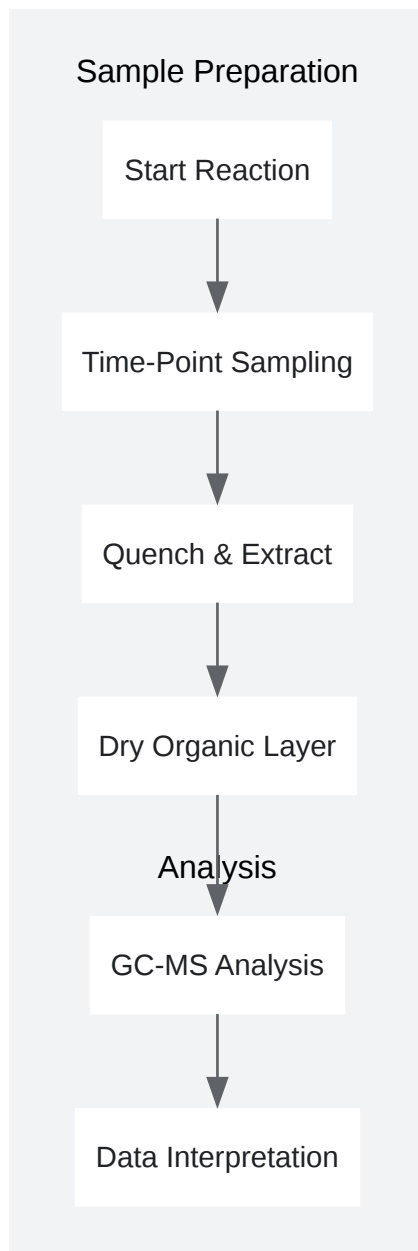 Sample Preparation
Start Reaction
Time-Point Sampling
Quench & Extract
Dry Organic Layer
Analysis
GC-MS Analysis
Data Interpretation